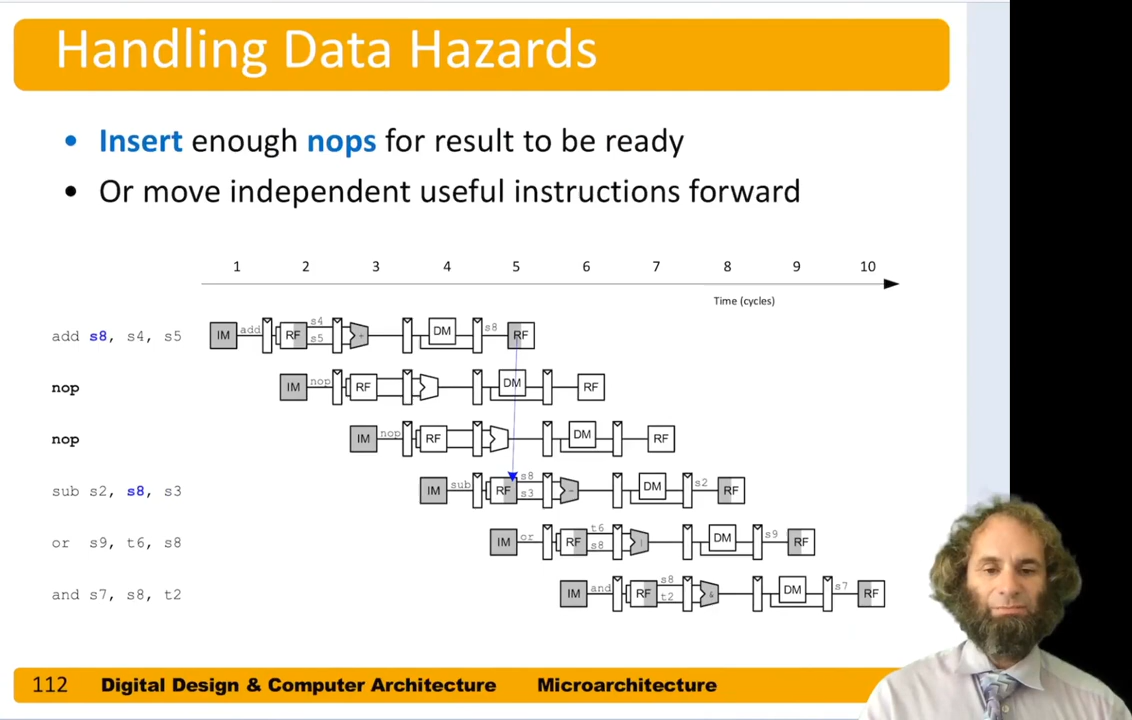 Handling Data Hazards
• Insert enough nops for result to be ready
• Or move independent useful instructions forward
1 2 3 4 5 6 7 8 9 10
Time (cycles)
add s8, s4, s5 IM add RF s4 s5 + DM s8 RF
nop IM nop RF DM RF
nop IM nop RF DM RF
sub s2, s8, s3 IM sub RF s8 s3 - DM s2 RF
or s9, t6, s8 IM or RF t6 s8 | DM s9 RF
and s7, s8, t2 IM and RF s8 t2 & DM s7 RF
112 Digital Design & Computer Architecture Microarchitecture